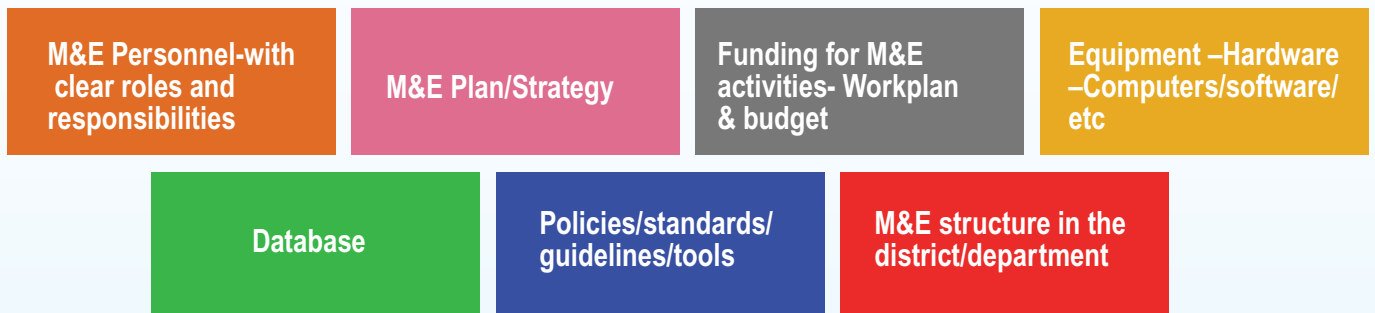 M&E Personnel-with
clear roles and
responsibilities
M&E Plan/Strategy
Funding for M&E
activities- Workplan
& budget
Equipment –Hardware
–Computers/software/
etc
Database
Policies/standards/
guidelines/tools
M&E structure in the
district/department